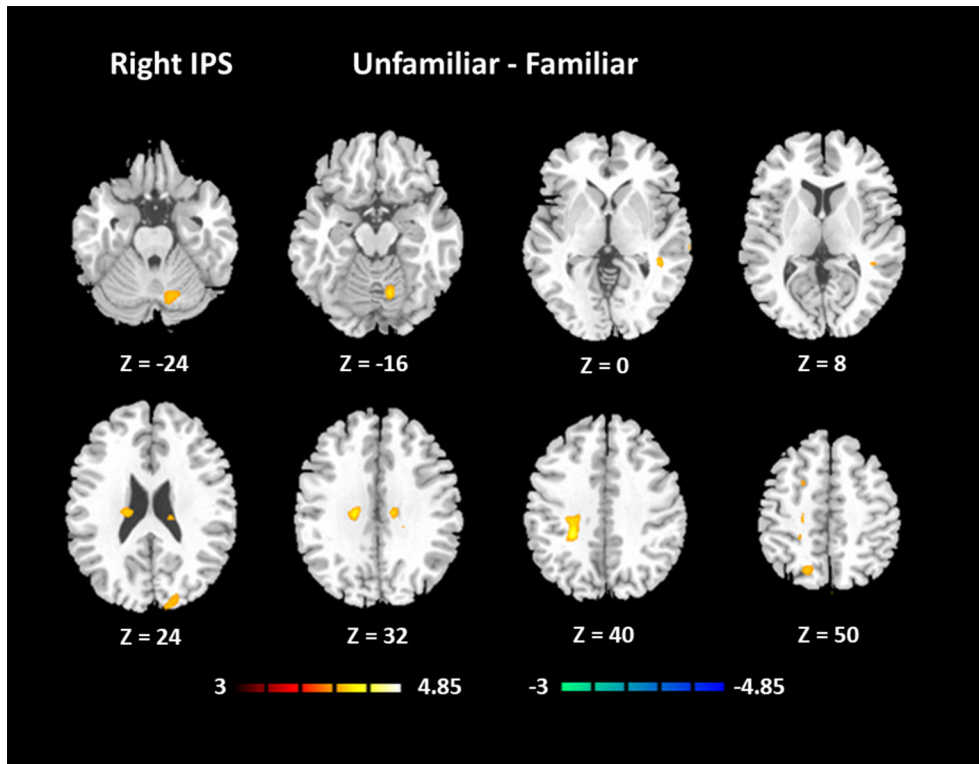 Right IPS Unfamiliar - Familiar
Z = -24 Z = -16 Z = 0 Z = 8
Z = 24 Z = 32 Z = 40 Z = 50
3 4.85 -3 -4.85